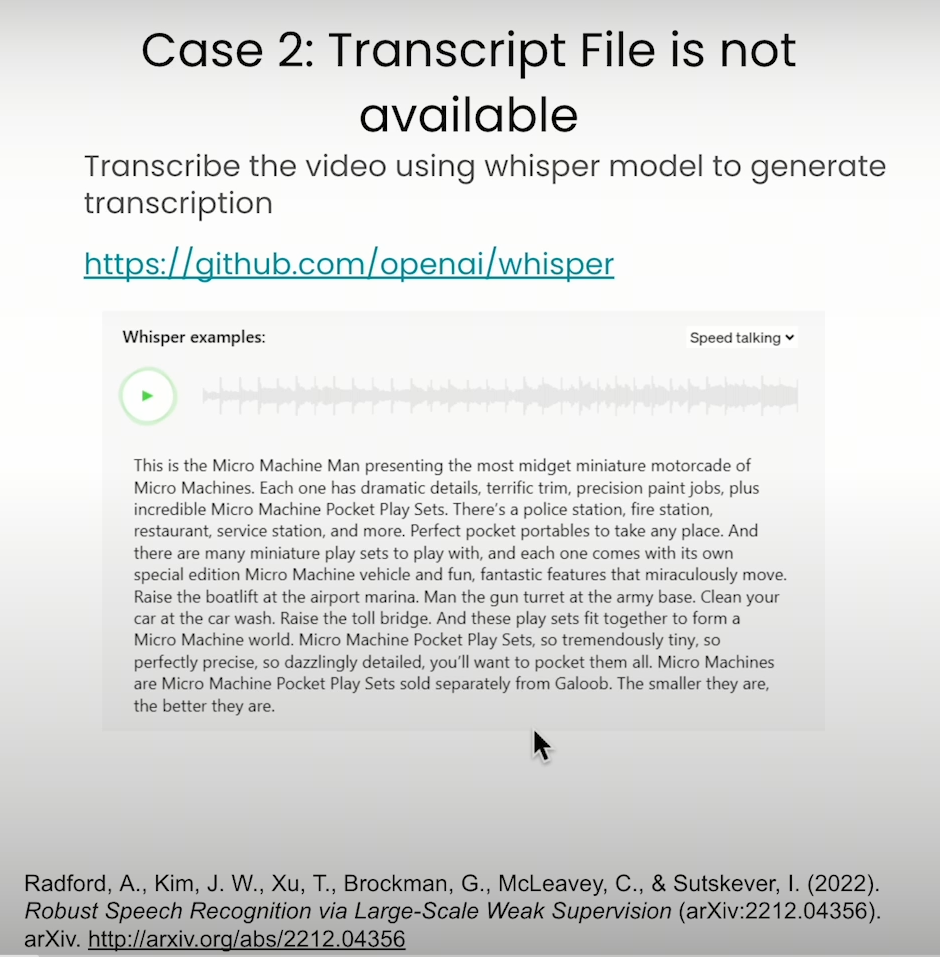 Case 2: Transcript File is not
available
Transcribe the video using whisper model to generate
transcription
https://github.com/openai/whisper
Whisper examples:
Speed talking
This is the Micro Machine Man presenting the most midget miniature motorcade of
Micro Machines. Each one has dramatic details, terrific trim, precision paint jobs, plus
incredible Micro Machine Pocket Play Sets. There's a police station, fire station,
restaurant, service station, and more. Perfect pocket portables to take any place. And
there are many miniature play sets to play with, and each one comes with its own
special edition Micro Machine vehicle and fun, fantastic features that miraculously move.
Raise the boatlift at the airport marina. Man the gun turret at the army base. Clean your
car at the car wash. Raise the toll bridge. And these play sets fit together to form a
Micro Machine world. Micro Machine Pocket Play Sets, so tremendously tiny, so
perfectly precise, so dazzlingly detailed, you'll want to pocket them all. Micro Machines
are Micro Machine Pocket Play Sets sold separately from Galoob. The smaller they are,
the better they are.
Radford, A., Kim, J. W., Xu, T., Brockman, G., McLeavey, C., & Sutskever, I. (2022).
Robust Speech Recognition via Large-Scale Weak Supervision (arXiv:2212.04356).
arXiv. http://arxiv.org/abs/2212.04356